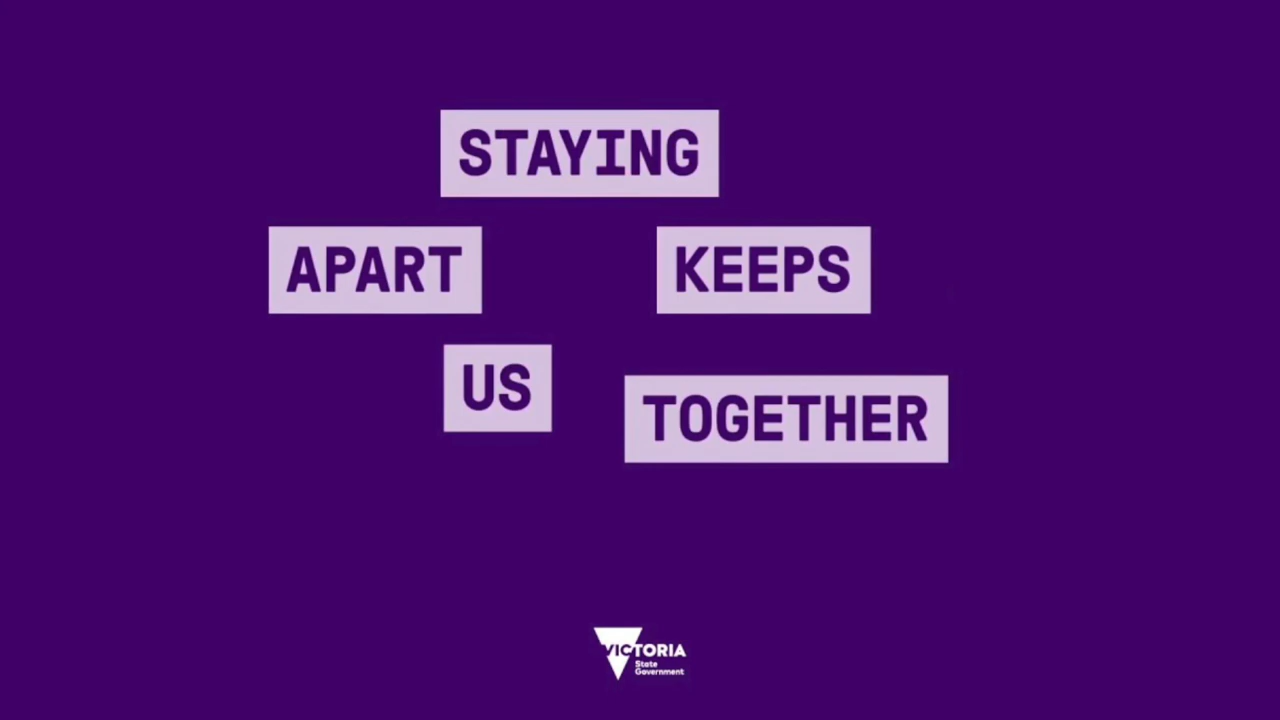 STAYING
APART KEEPS
US TOGETHER
VICTORIA
State
Government